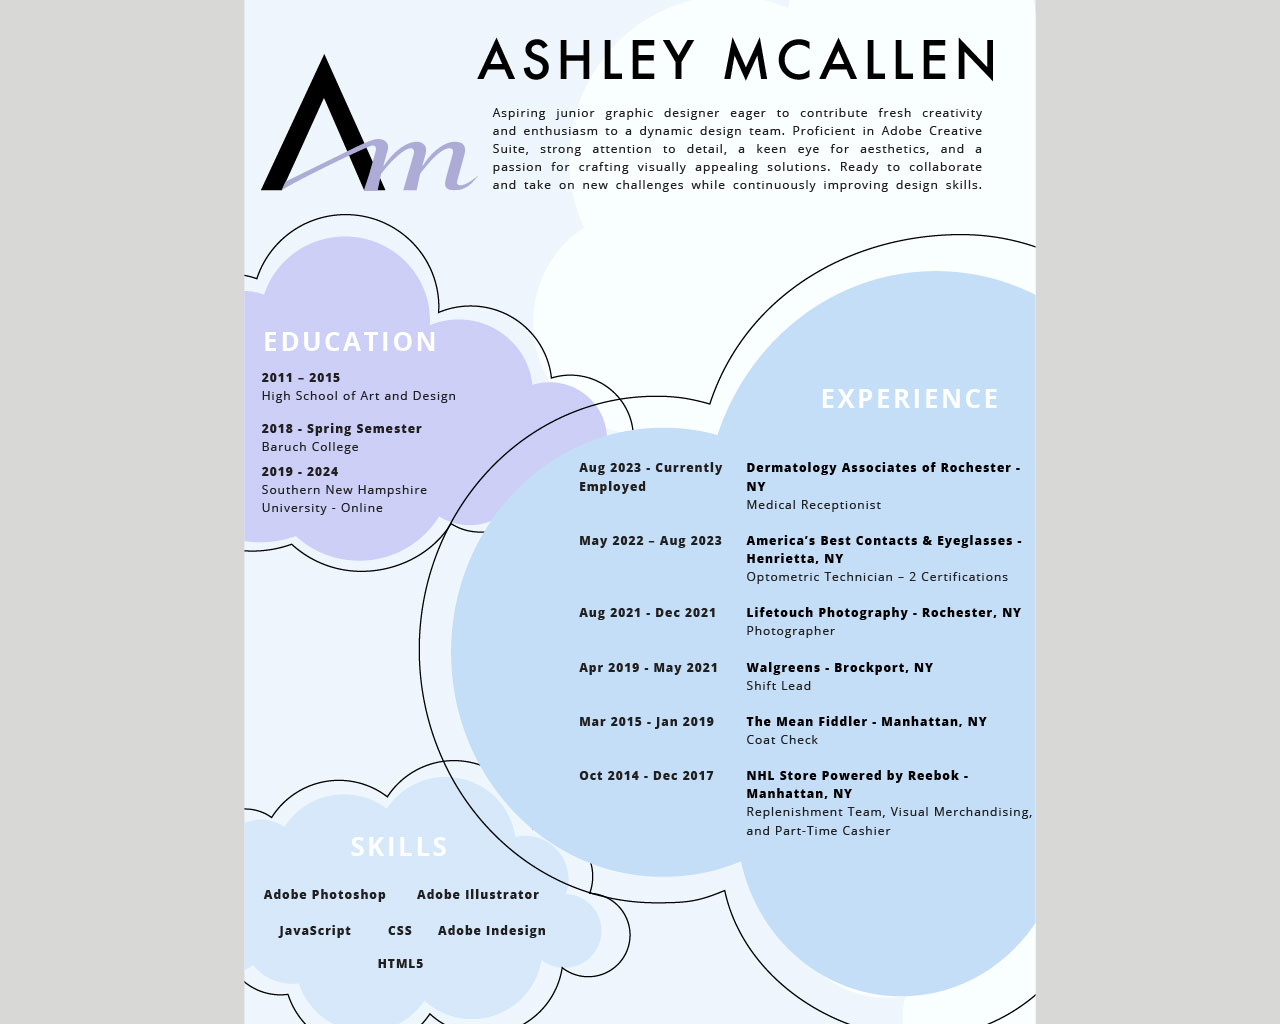 Am
ASHLEY MCALLEN
Aspiring junior graphic designer eager to contribute fresh creativity
and enthusiasm to a dynamic design team. Proficient in Adobe Creative
Suite, strong attention to detail, a keen eye for aesthetics, and a
passion for crafting visually appealing solutions. Ready to collaborate
and take on new challenges while continuously improving design skills.
EDUCATION
2011 – 2015
High School of Art and Design
2018 - Spring Semester
Baruch College
2019 - 2024
Southern New Hampshire
University - Online
EXPERIENCE
Aug 2023 - Currently
Employed
Dermatology Associates of Rochester -
NY
Medical Receptionist
May 2022 – Aug 2023
America’s Best Contacts & Eyeglasses -
Henrietta, NY
Optometric Technician – 2 Certifications
Aug 2021 - Dec 2021
Lifetouch Photography - Rochester, NY
Photographer
Apr 2019 - May 2021
Walgreens - Brockport, NY
Shift Lead
Mar 2015 - Jan 2019
The Mean Fiddler - Manhattan, NY
Coat Check
Oct 2014 - Dec 2017
NHL Store Powered by Reebok -
Manhattan, NY
Replenishment Team, Visual Merchandising,
and Part-Time Cashier
SKILLS
Adobe Photoshop Adobe Illustrator
JavaScript CSS Adobe Indesign
HTML5